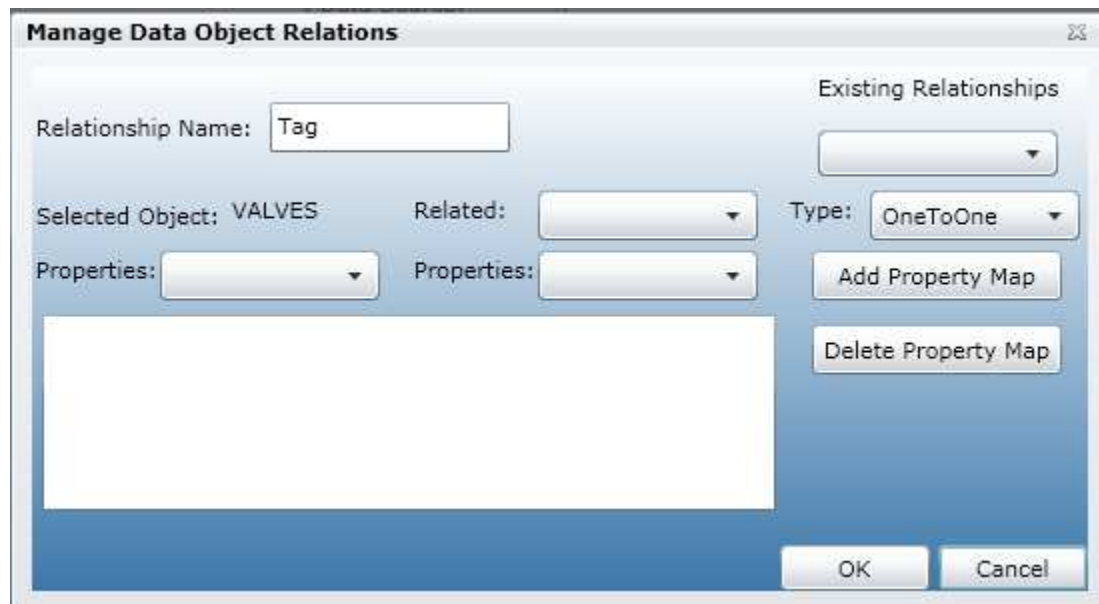 Manage Data Object Relations
Existing Relationships
Relationship Name: Tag
Selected Object: VALVES Related: Type: OneToOne
Properties: Properties: Add Property Map
Delete Property Map
OK Cancel